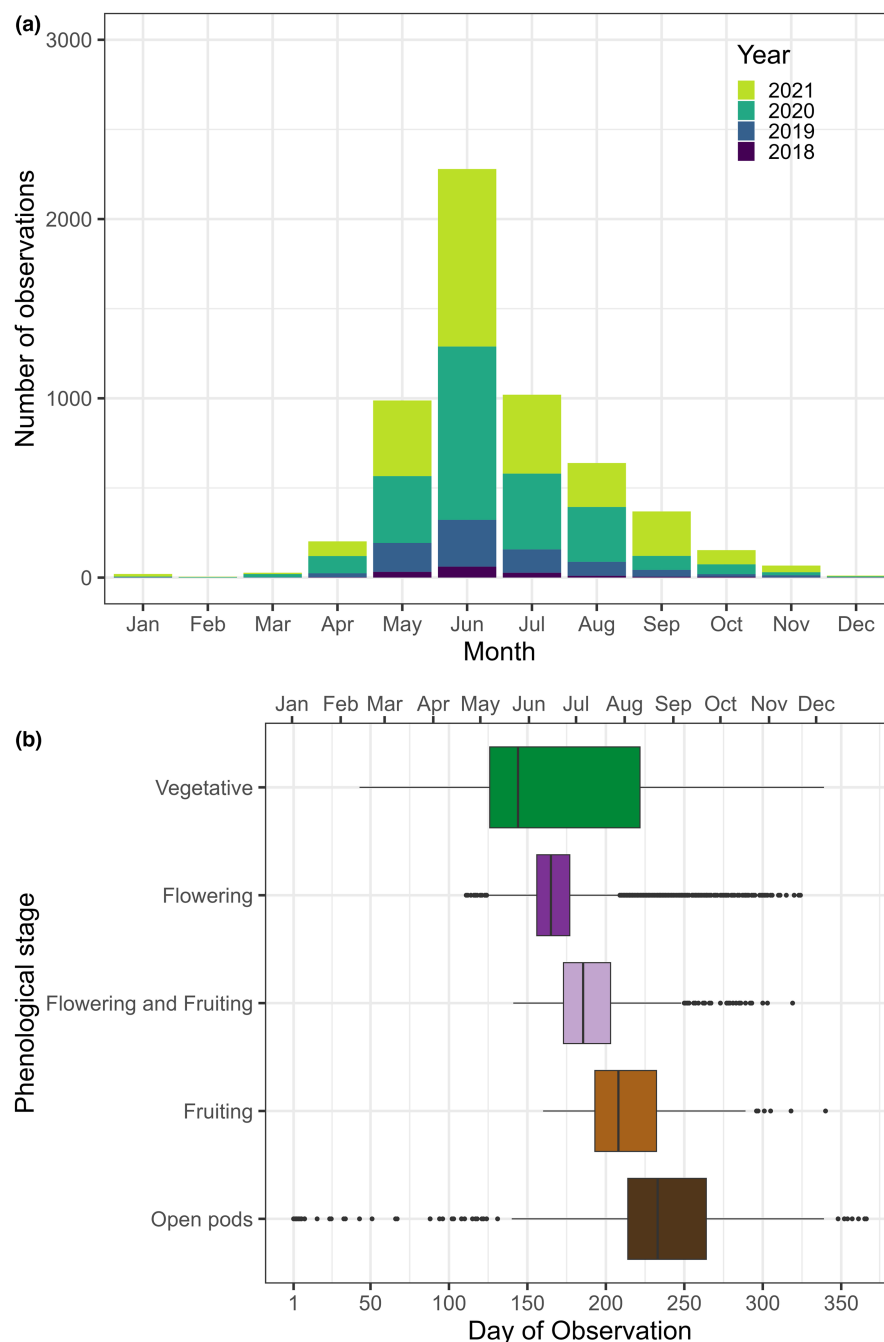 (a)
3000
2000
1000
0
Number of observations
Year
2021
2020
2019
2018
Jan Feb Mar Apr May Jun Jul Aug Sep Oct Nov Dec
Month
(b)
Jan Feb Mar Apr May Jun Jul Aug Sep Oct Nov Dec
Phenological stage
Vegetative
Flowering
Flowering and Fruiting
Fruiting
Open pods
1 50 100 150 200 250 300 350
Day of Observation